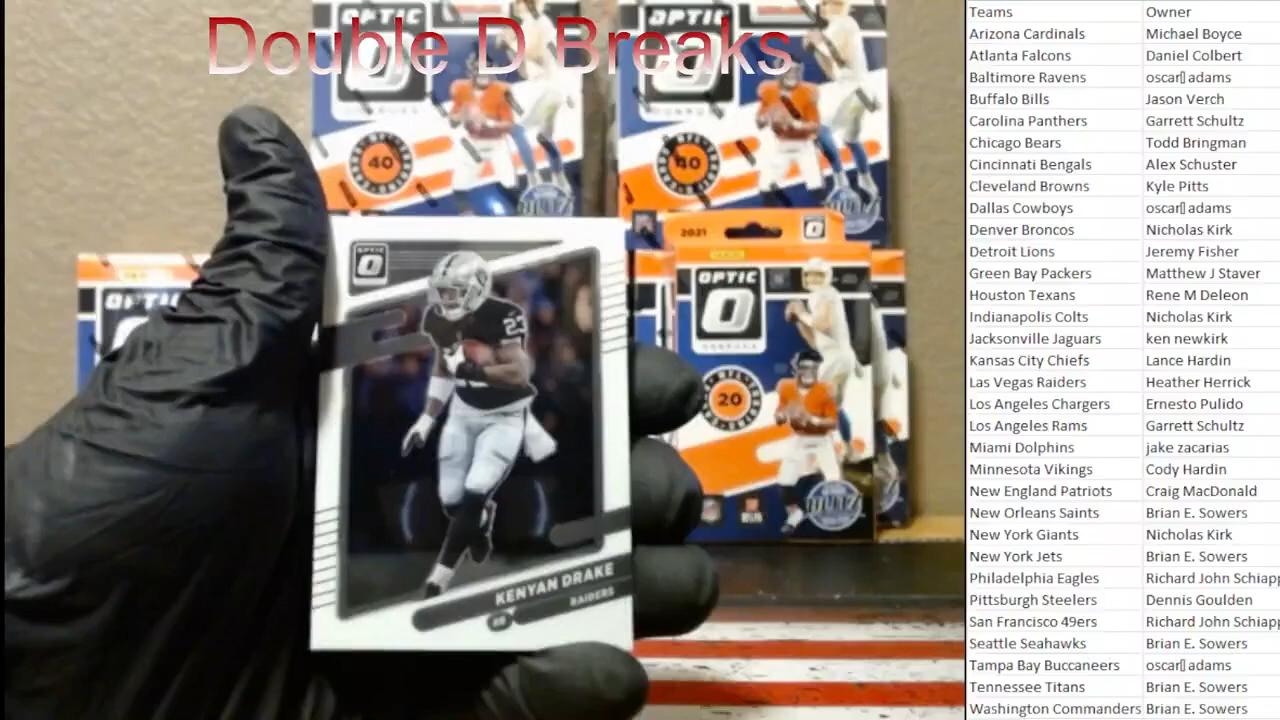 Double D Breaks
OPTIC
OPTIC
40
40
OPTIC
2021
OPTIC
DONRUSS
20
OPTIC
23
KENYAN DRAKE
RAIDERS
RB
Teams Owner
Arizona Cardinals Michael Boyce
Atlanta Falcons Daniel Colbert
Baltimore Ravens oscar▯ adams
Buffalo Bills Jason Verch
Carolina Panthers Garrett Schultz
Chicago Bears Todd Bringman
Cincinnati Bengals Alex Schuster
Cleveland Browns Kyle Pitts
Dallas Cowboys oscar▯ adams
Denver Broncos Nicholas Kirk
Detroit Lions Jeremy Fisher
Green Bay Packers Matthew J Staver
Houston Texans Rene M Deleon
Indianapolis Colts Nicholas Kirk
Jacksonville Jaguars ken newkirk
Kansas City Chiefs Lance Hardin
Las Vegas Raiders Heather Herrick
Los Angeles Chargers Ernesto Pulido
Los Angeles Rams Garrett Schultz
Miami Dolphins jake zacarias
Minnesota Vikings Cody Hardin
New England Patriots Craig MacDonald
New Orleans Saints Brian E. Sowers
New York Giants Nicholas Kirk
New York Jets Brian E. Sowers
Philadelphia Eagles Richard John Schiapp
Pittsburgh Steelers Dennis Goulden
San Francisco 49ers Richard John Schiapp
Seattle Seahawks Brian E. Sowers
Tampa Bay Buccaneers oscar▯ adams
Tennessee Titans Brian E. Sowers
Washington Commanders Brian E. Sowers